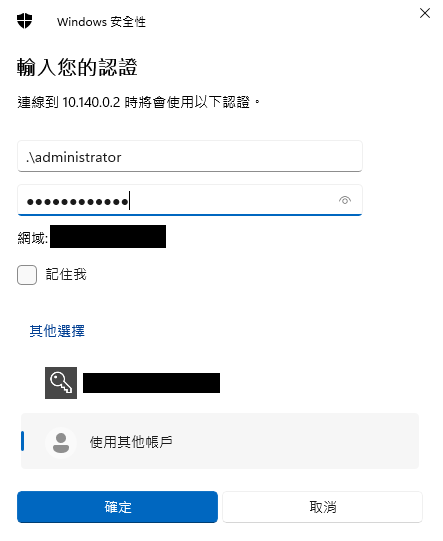 Windows 安全性
輸入您的認證
連線到 10.140.0.2 時將會使用以下認證。
.\administrator
●●●●●●●●●●●●
網域:
記住我
其他選擇
使用其他帳戶
確定
取消